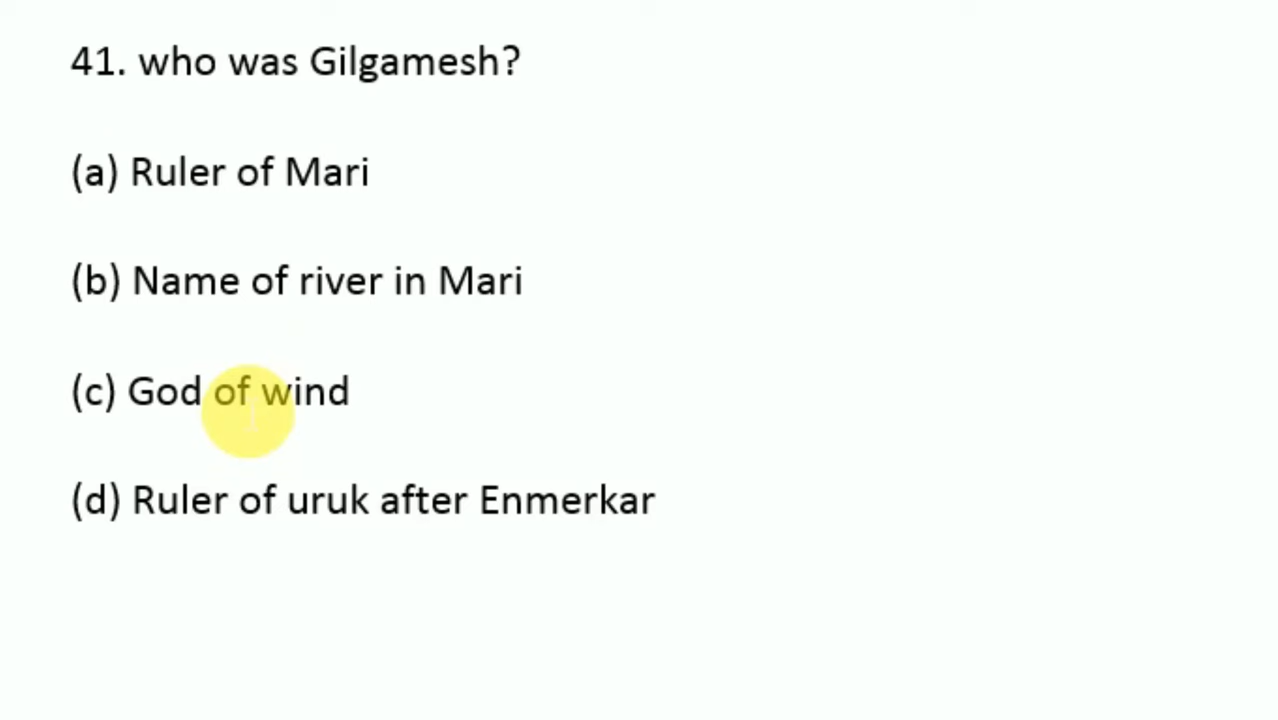 41. who was Gilgamesh?
(a) Ruler of Mari
(b) Name of river in Mari
(c) God of wind
(d) Ruler of uruk after Enmerkar